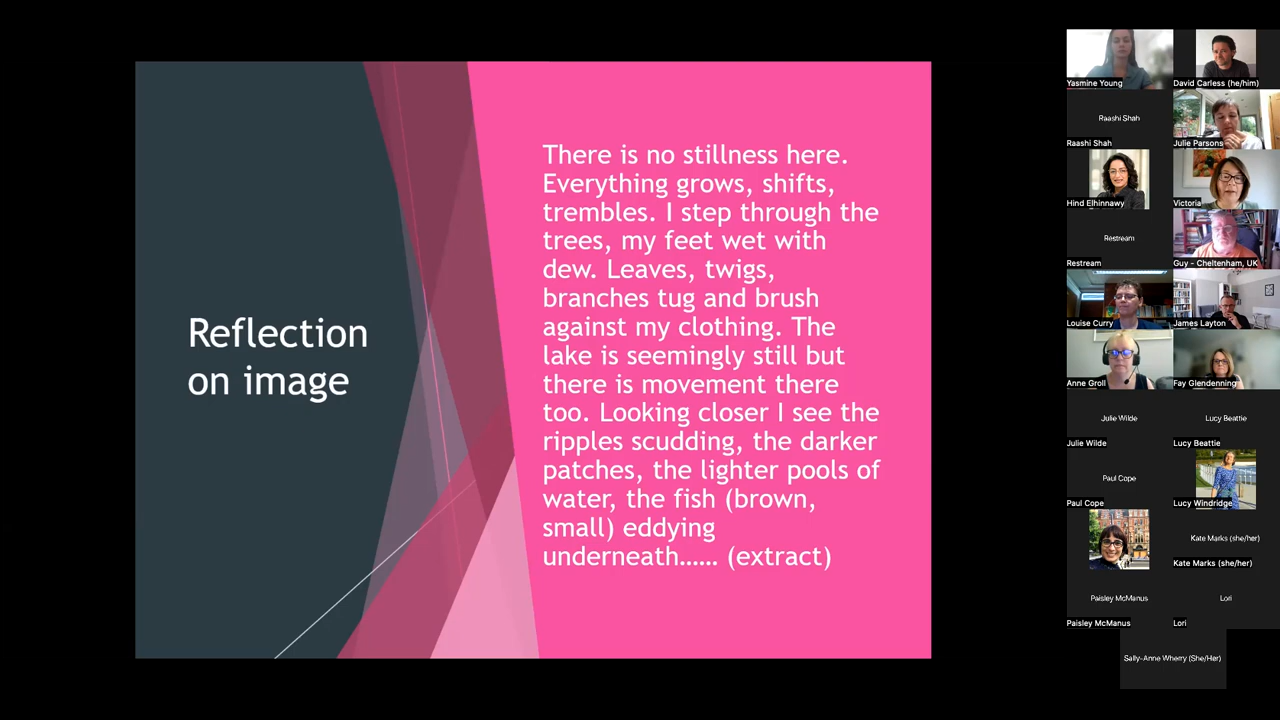 Reflection
on image
There is no stillness here.
Everything grows, shifts,
trembles. I step through the
trees, my feet wet with
dew. Leaves, twigs,
branches tug and brush
against my clothing. The
lake is seemingly still but
there is movement there
too. Looking closer I see the
ripples scudding, the darker
patches, the lighter pools of
water, the fish (brown,
small) eddying
underneath…… (extract)
Yasmine Young
David Carless (he/him)
Raashi Shah
Raashi Shah
Julie Parsons
Hind Elhinnawy
Victoria
Restream
Restream
Guy - Cheltenham, UK
Louise Curry
James Layton
Anne Groll
Fay Glendenning
Julie Wilde
Julie Wilde
Lucy Beattie
Lucy Beattie
Paul Cope
Paul Cope
Lucy Windridge
Kate Marks (she/her)
Kate Marks (she/her)
Paisley McManus
Paisley McManus
Lori
Lori
Sally-Anne Wherry (She/Her)